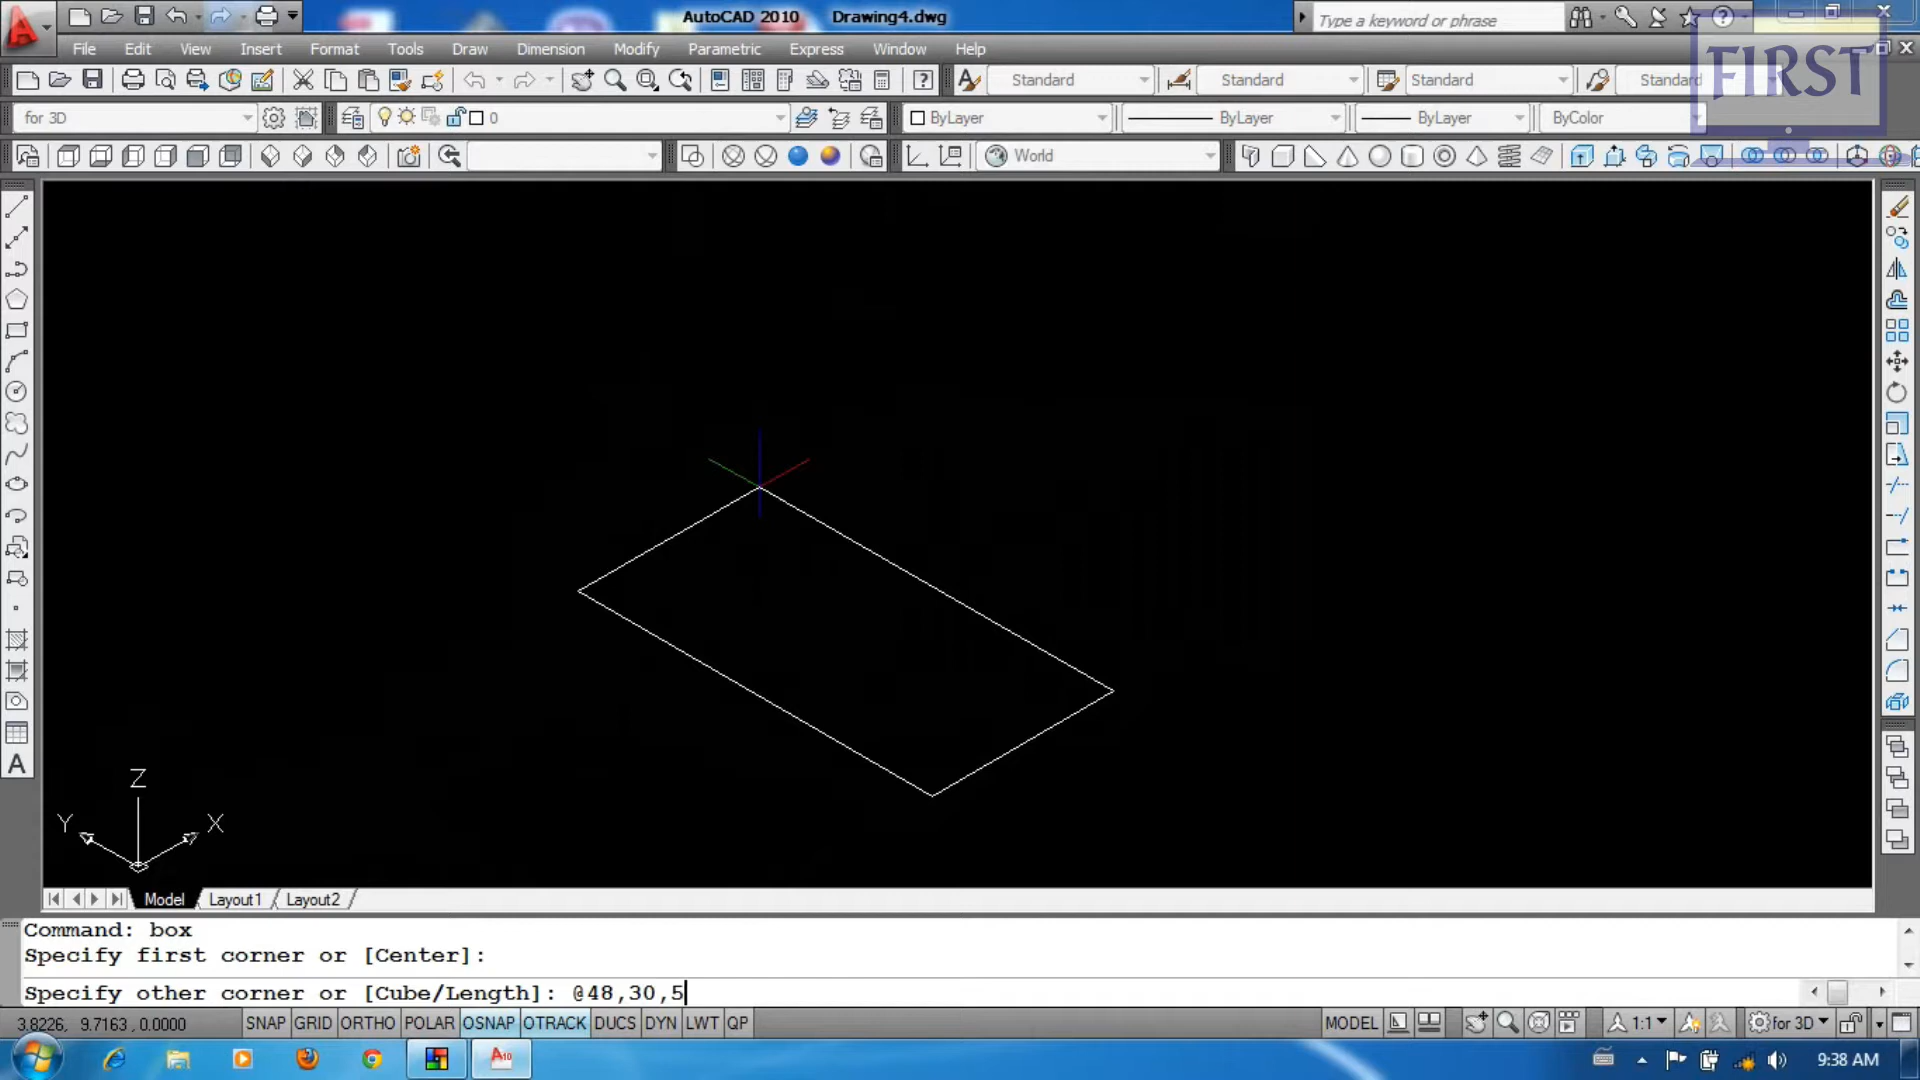 AutoCAD 2010 Drawing4.dwg
Type a keyword or phrase
File Edit View Insert Format Tools Draw Dimension Modify Parametric Express Window Help
FIRST
Standard Standard Standard Standard
for 3D 0 ByLayer ByLayer ByLayer ByColor
World
Z
Y X
A
Model Layout1 Layout2
Command: box
Specify first corner or [Center]:
Specify other corner or [Cube/Length]: @48,30,5
3.8226, 9.7163, 0.0000 SNAP GRID ORTHO POLAR OSNAP OTRACK DUCS DYN LWT QP MODEL 1:1 for 3D
A10 9:38 AM